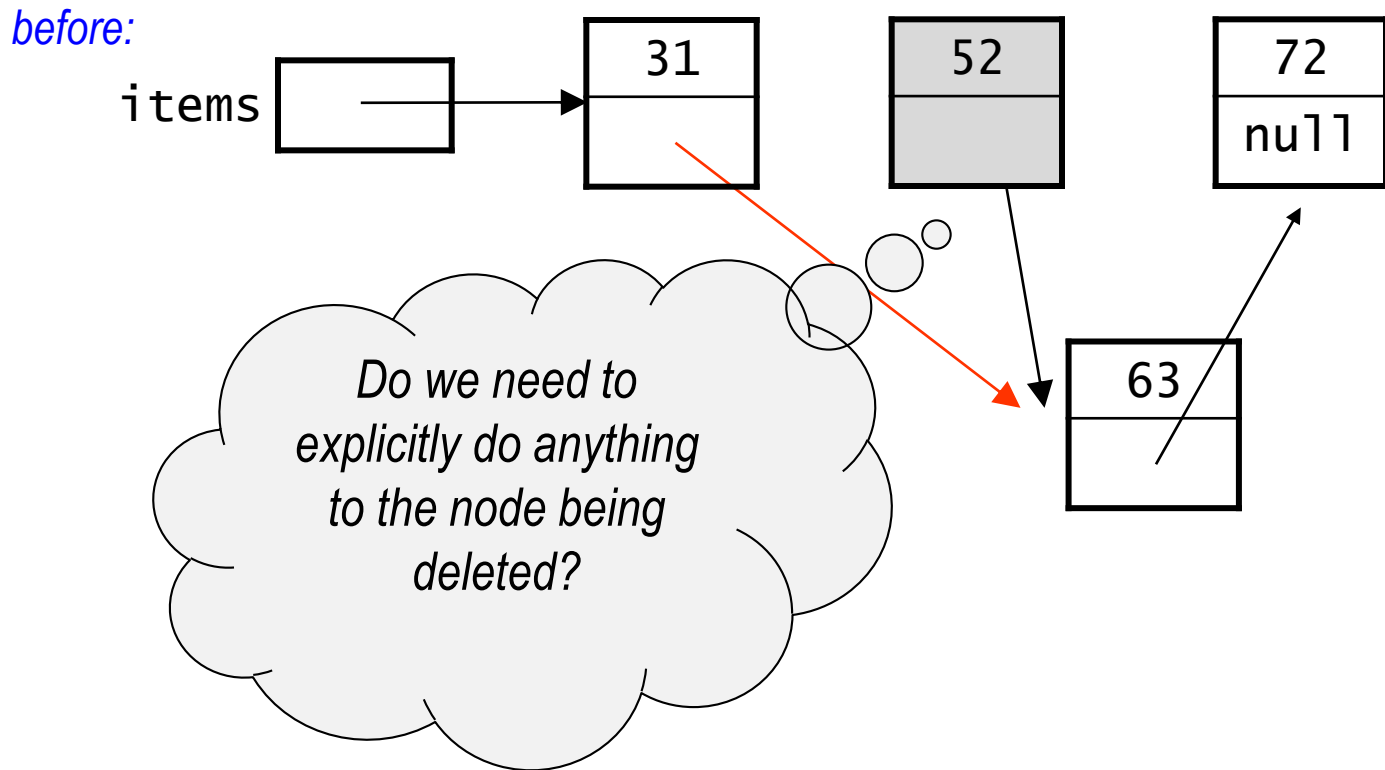 before:
items
31
52
72
null
63
Do we need to
explicitly do anything
to the node being
deleted?